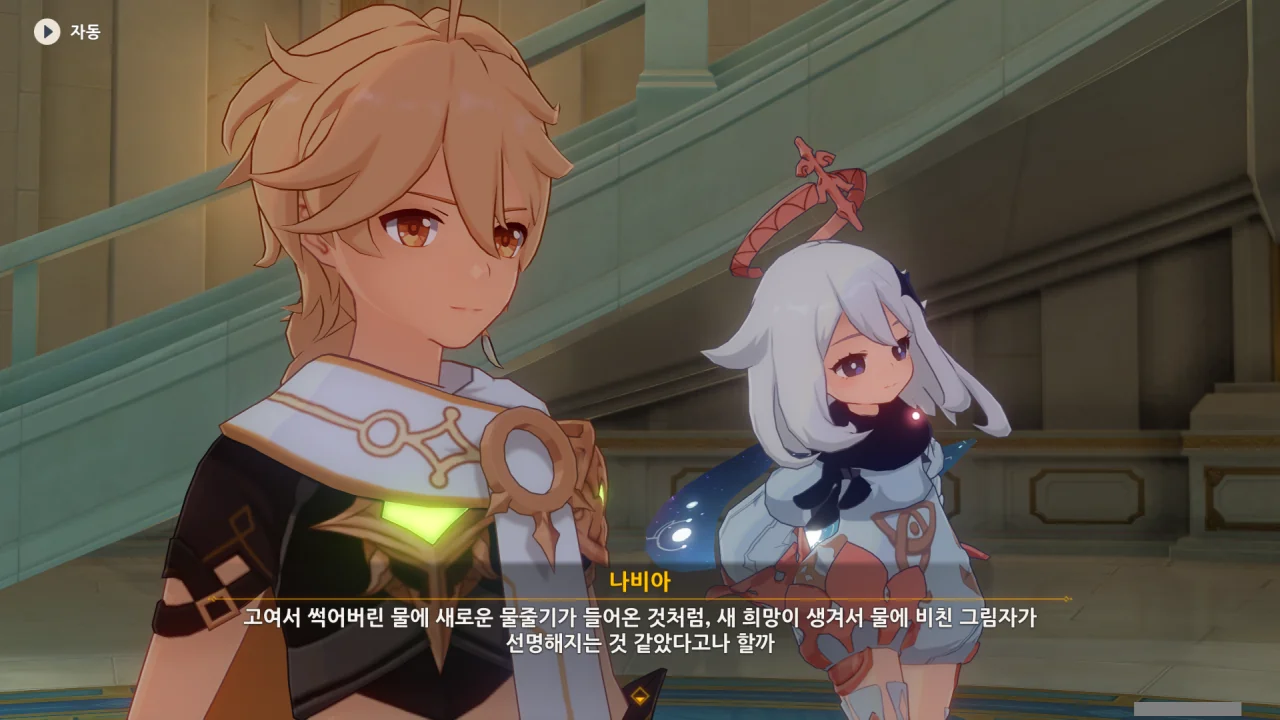 자동
나비아
고여서 썩어버린 물에 새로운 물줄기가 들어온 것처럼, 새 희망이 생겨서 물에 비친 그림자가
선명해지는 것 같았다고나 할까